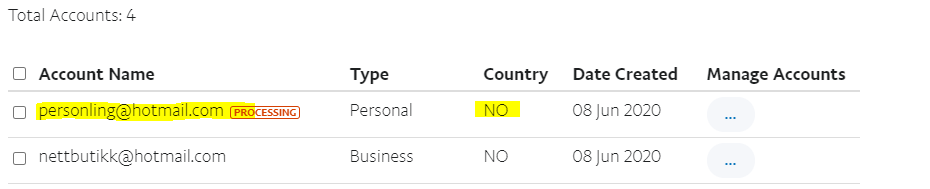 Total Accounts: 4
Account Name Type Country Date Created Manage Accounts
personling@hotmail.com PROCESSING Personal NO 08 Jun 2020 ...
nettbutikk@hotmail.com Business NO 08 Jun 2020 ...